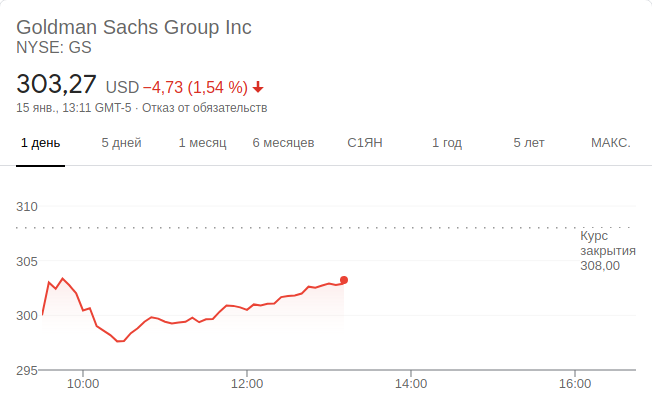 Goldman Sachs Group Inc
NYSE: GS
303,27 USD −4,73 (1,54 %)
15 янв., 13:11 GMT-5 · Отказ от обязательств
1 день 5 дней 1 месяц 6 месяцев С1ЯН 1 год 5 лет МАКС.
310
Курс
закрытия
308,00
305
300
295
10:00 12:00 14:00 16:00